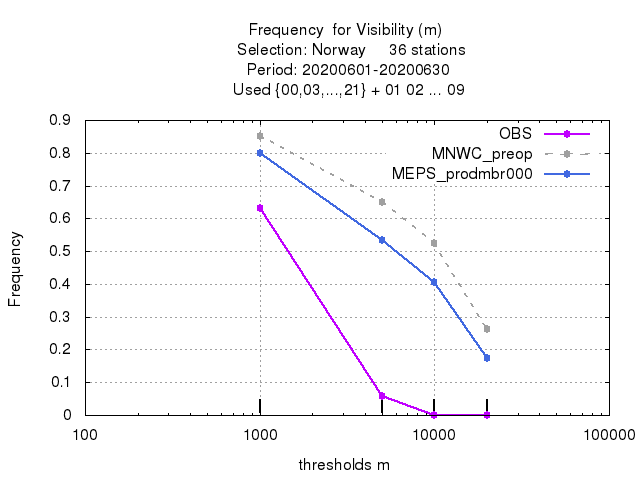 Frequency  for Visibility (m)
Selection: Norway     36 stations
Period: 20200601-20200630
Used {00,03,...,21} + 01 02 ... 09
OBS
MNWC_preop
MEPS_prodmbr000
Frequency
0.9
0.8
0.7
0.6
0.5
0.4
0.3
0.2
0.1
0
100 1000 10000 100000
thresholds m